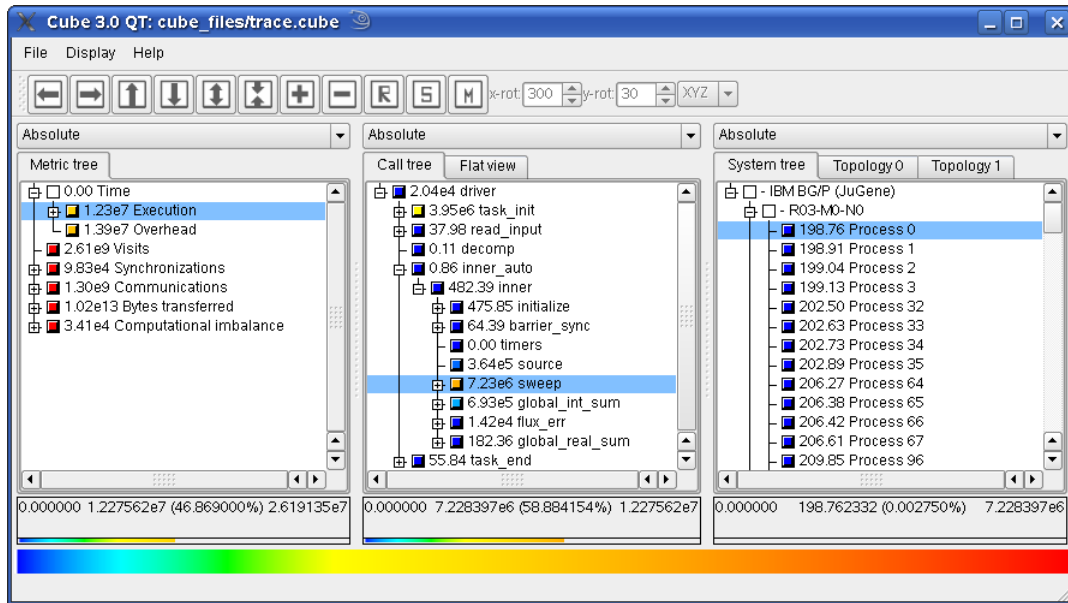 Cube 3.0 QT: cube_files/trace.cube
File Display Help
R S M x-rot: 300 y-rot: 30 XYZ
Absolute
Metric tree
0.00 Time
1.23e7 Execution
1.39e7 Overhead
2.61e9 Visits
9.83e4 Synchronizations
1.30e9 Communications
1.02e13 Bytes transferred
3.41e4 Computational imbalance
0.000000 1.227562e7 (46.869000%) 2.619135e7
Absolute
Call tree Flat view
2.04e4 driver
3.95e6 task_init
37.98 read_input
0.11 decomp
0.86 inner_auto
482.39 inner
475.85 initialize
64.39 barrier_sync
0.00 timers
3.64e5 source
7.23e6 sweep
6.93e5 global_int_sum
1.42e4 flux_err
182.36 global_real_sum
55.84 task_end
0.000000 7.228397e6 (58.884154%) 1.227562e7
Absolute
System tree Topology 0 Topology 1
- IBM BG/P (JuGene)
- R03-M0-N0
198.76 Process 0
198.91 Process 1
199.04 Process 2
199.13 Process 3
202.50 Process 32
202.63 Process 33
202.73 Process 34
202.89 Process 35
206.27 Process 64
206.38 Process 65
206.42 Process 66
206.61 Process 67
209.85 Process 96
0.000000 198.762332 (0.002750%) 7.228397e6